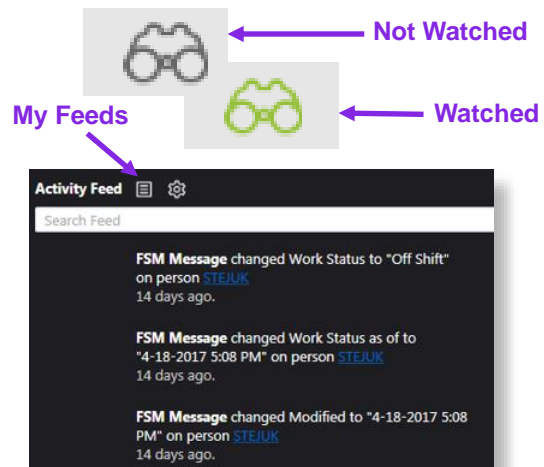 Not Watched
Watched
My Feeds
Activity Feed
Search Feed
FSM Message changed Work Status to "Off Shift"
on person STEJUK
14 days ago.
FSM Message changed Work Status as of to
"4-18-2017 5:08 PM" on person STEJUK
14 days ago.
FSM Message changed Modified to "4-18-2017 5:08
PM" on person STEJUK
14 days ago.